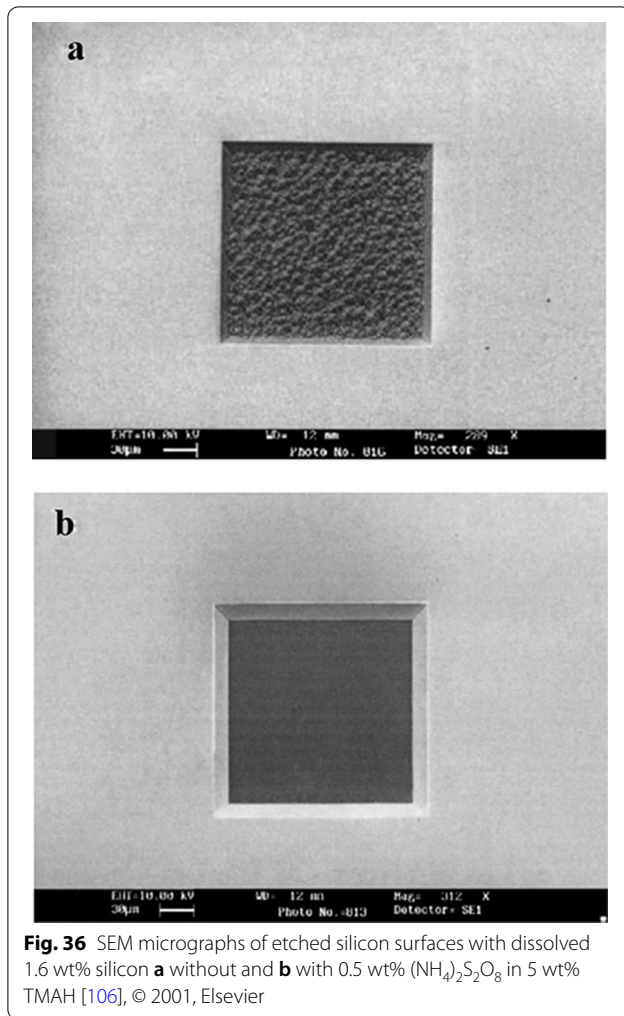 a
EHT=10.00 kV WD= 12 mm Mag= 289 X
30µm Photo No. 816 Detector SE1
b
EHT=10.00 kV WD= 12 mm Mag= 312 X
30µm Photo No.=813 Detector= SE1
Fig. 36 SEM micrographs of etched silicon surfaces with dissolved
1.6 wt% silicon a without and b with 0.5 wt% (NH₄)₂S₂O₈ in 5 wt%
TMAH [106], © 2001, Elsevier